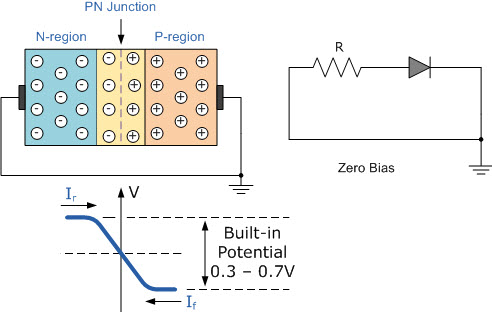 PN Junction
N-region
P-region
R
Zero Bias
Ir
V
Built-in
Potential
0.3 – 0.7V
If